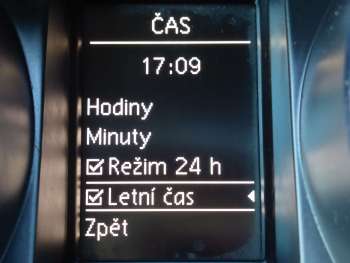 ČAS
17:09
Hodiny
Minuty
Režim 24 h
Letní čas
Zpět